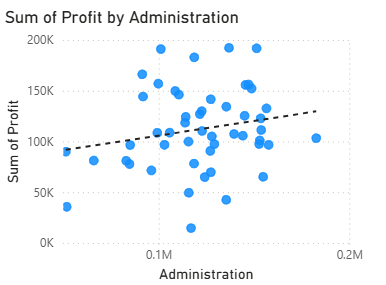 Sum of Profit by Administration
200K
150K
100K
50K
0K
Sum of Profit
0.1M
0.2M
Administration